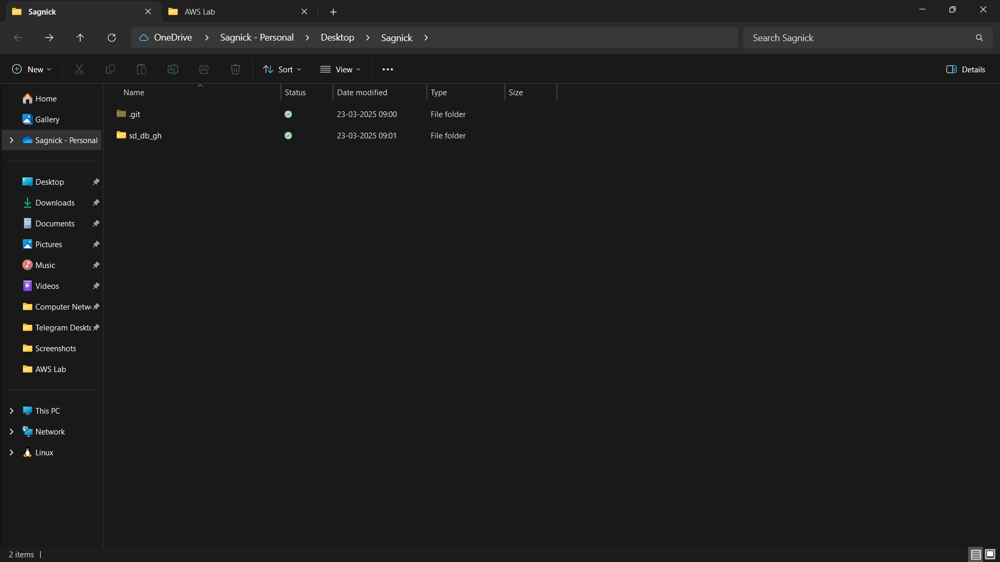 Sagnick
AWS Lab
OneDrive
Sagnick - Personal
Desktop
Sagnick
Search Sagnick
New
Sort
View
Details
Name
Status
Date modified
Type
Size
.git
23-03-2025 09:00
File folder
sd_db_gh
23-03-2025 09:01
File folder
Home
Gallery
Sagnick - Personal
Desktop
Downloads
Documents
Pictures
Music
Videos
Computer Netw
Telegram Deskt
Screenshots
AWS Lab
This PC
Network
Linux
2 items